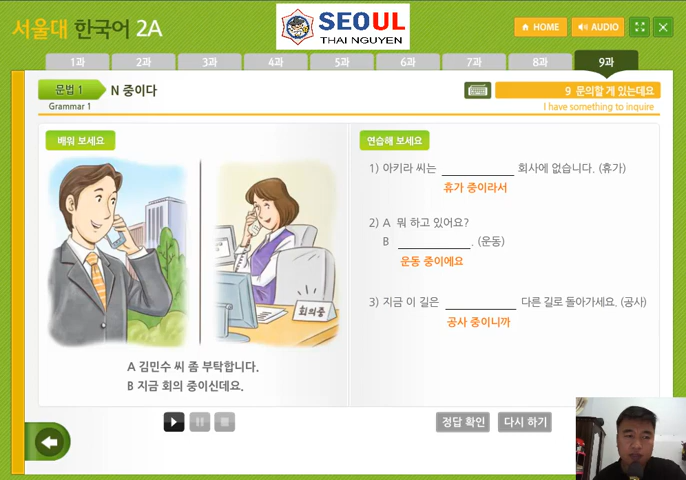 서울대 한국어 2A
SEOUL
THAI NGUYEN
HOME
AUDIO
1과 2과 3과 4과 5과 6과 7과 8과 9과
문법 1 N 중이다
Grammar 1
9 문의할 게 있는데요
I have something to inquire
배워 보세요
회의중
A 김민수 씨 좀 부탁합니다.
B 지금 회의 중이신데요.
연습해 보세요
1) 아키라 씨는 __________ 회사에 없습니다. (휴가)
휴가 중이라서
2) A 뭐 하고 있어요?
B __________. (운동)
운동 중이에요
3) 지금 이 길은 __________ 다른 길로 돌아가세요. (공사)
공사 중이니까
정답 확인
다시 하기